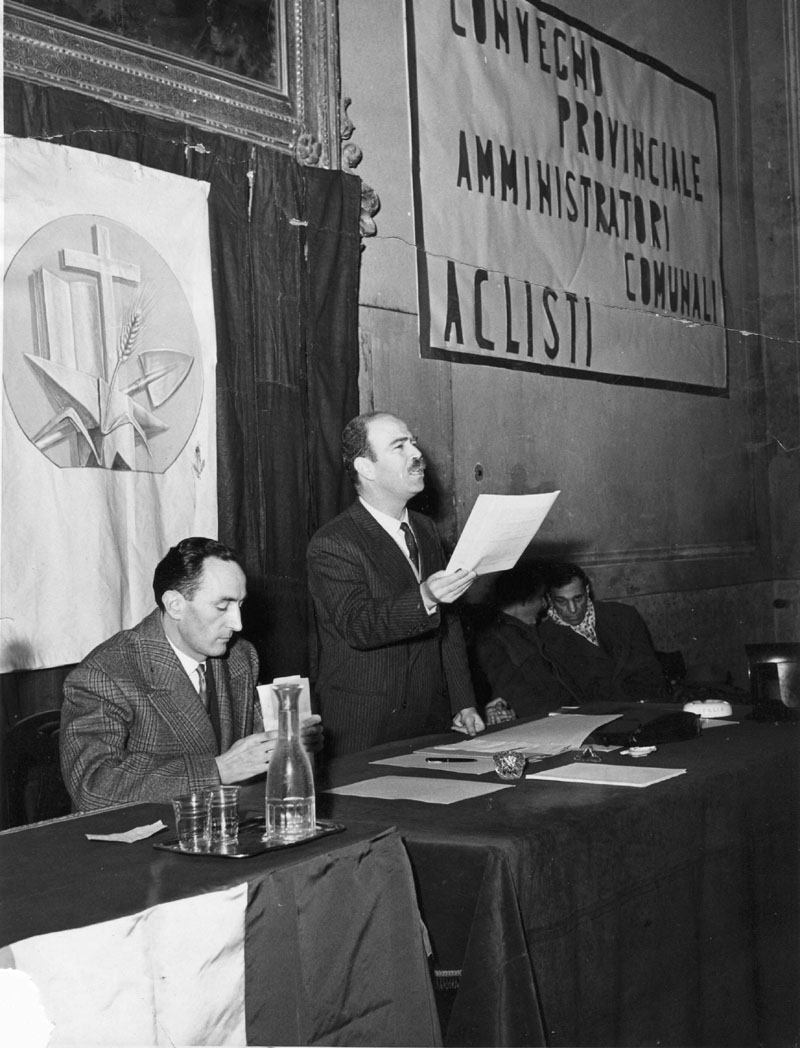 CONVEGNO
PROVINCIALE
AMMINISTRATORI
COMUNALI
ACLISTI